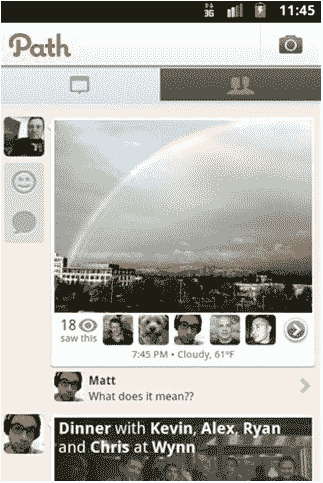 3G 11:45
Path
18
saw this
7:45 PM • Cloudy, 61°F
Matt
What does it mean??
Dinner with Kevin, Alex, Ryan
and Chris at Wynn